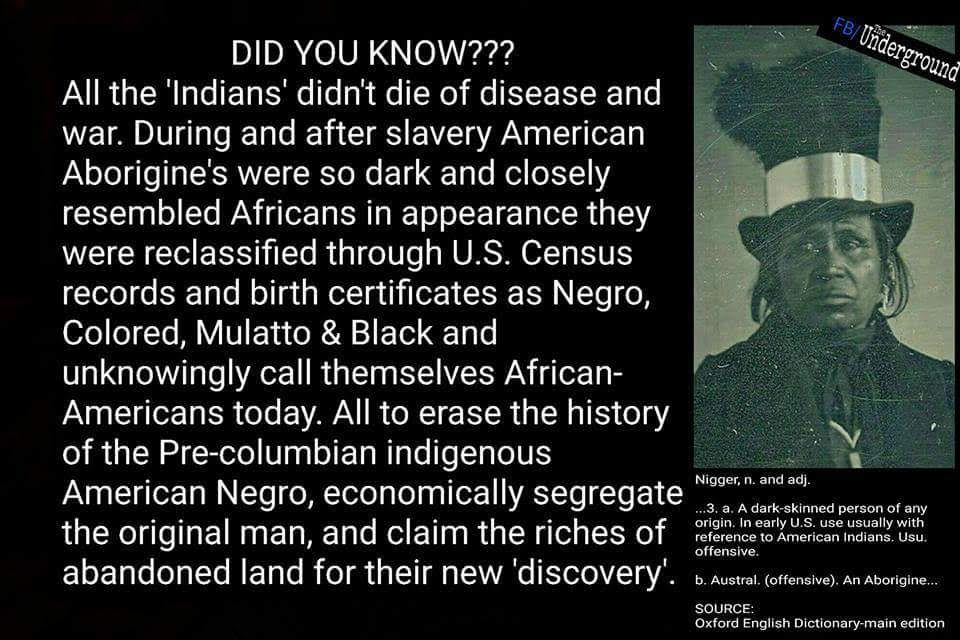 DID YOU KNOW???
All the 'Indians' didn't die of disease and
war. During and after slavery American
Aborigine's were so dark and closely
resembled Africans in appearance they
were reclassified through U.S. Census
records and birth certificates as Negro,
Colored, Mulatto & Black and
unknowingly call themselves African-
Americans today. All to erase the history
of the Pre-columbian indigenous
American Negro, economically segregate
the original man, and claim the riches of
abandoned land for their new 'discovery'.
FB/The Underground
Nigger, n. and adj.
...3. a. A dark-skinned person of any
origin. In early U.S. use usually with
reference to American Indians. Usu.
offensive.
b. Austral. (offensive). An Aborigine...
SOURCE:
Oxford English Dictionary-main edition